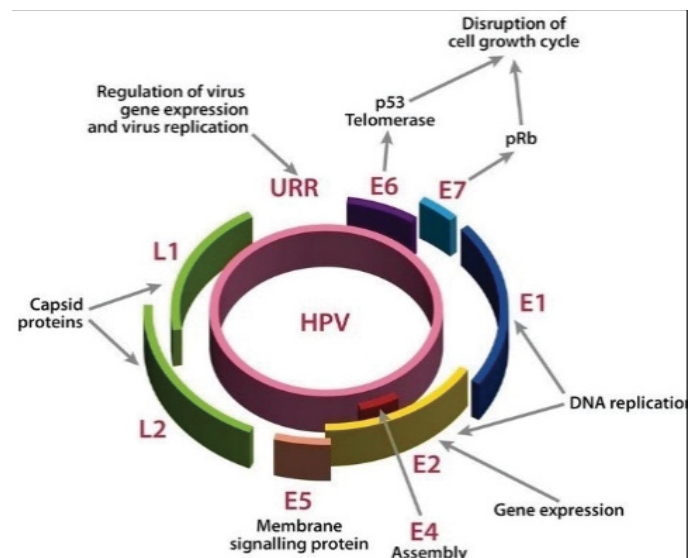 Disruption of
cell growth cycle
Regulation of virus
gene expression
and virus replication
p53
Telomerase
pRb
URR
E6
E7
L1
E1
Capsid
proteins
HPV
DNA replication
L2
E2
E5
Gene expression
Membrane
signalling protein
E4
Assembly